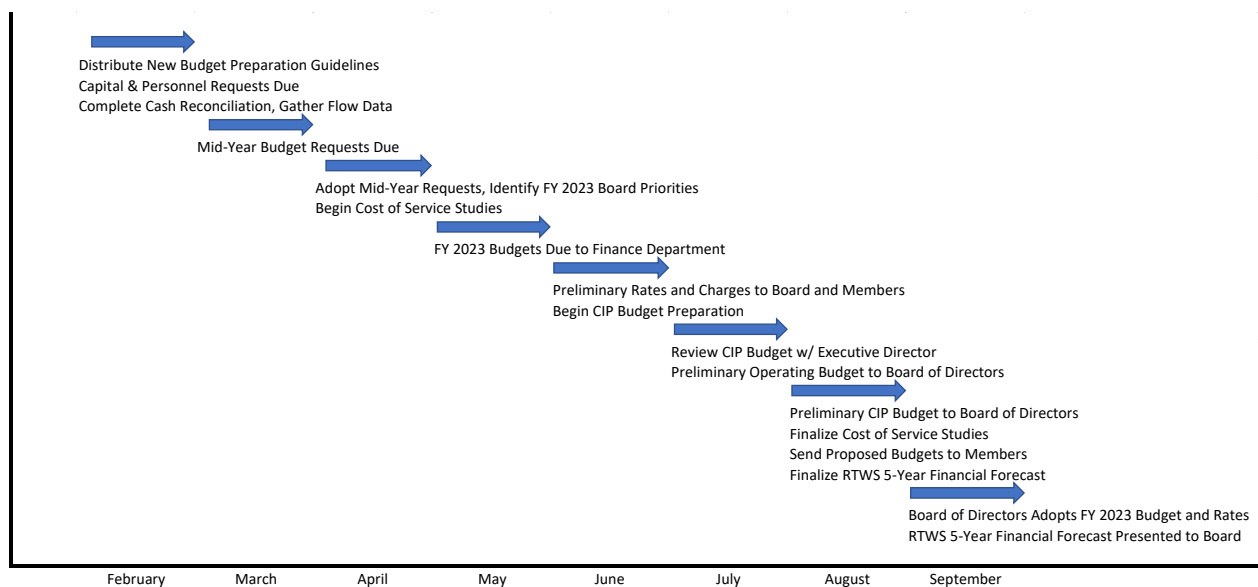 Distribute New Budget Preparation Guidelines
Capital & Personnel Requests Due
Complete Cash Reconciliation, Gather Flow Data
Mid-Year Budget Requests Due
Adopt Mid-Year Requests, Identify FY 2023 Board Priorities
Begin Cost of Service Studies
FY 2023 Budgets Due to Finance Department
Preliminary Rates and Charges to Board and Members
Begin CIP Budget Preparation
Review CIP Budget w/ Executive Director
Preliminary Operating Budget to Board of Directors
Preliminary CIP Budget to Board of Directors
Finalize Cost of Service Studies
Send Proposed Budgets to Members
Finalize RTWS 5-Year Financial Forecast
Board of Directors Adopts FY 2023 Budget and Rates
RTWS 5-Year Financial Forecast Presented to Board
February March April May June July August September